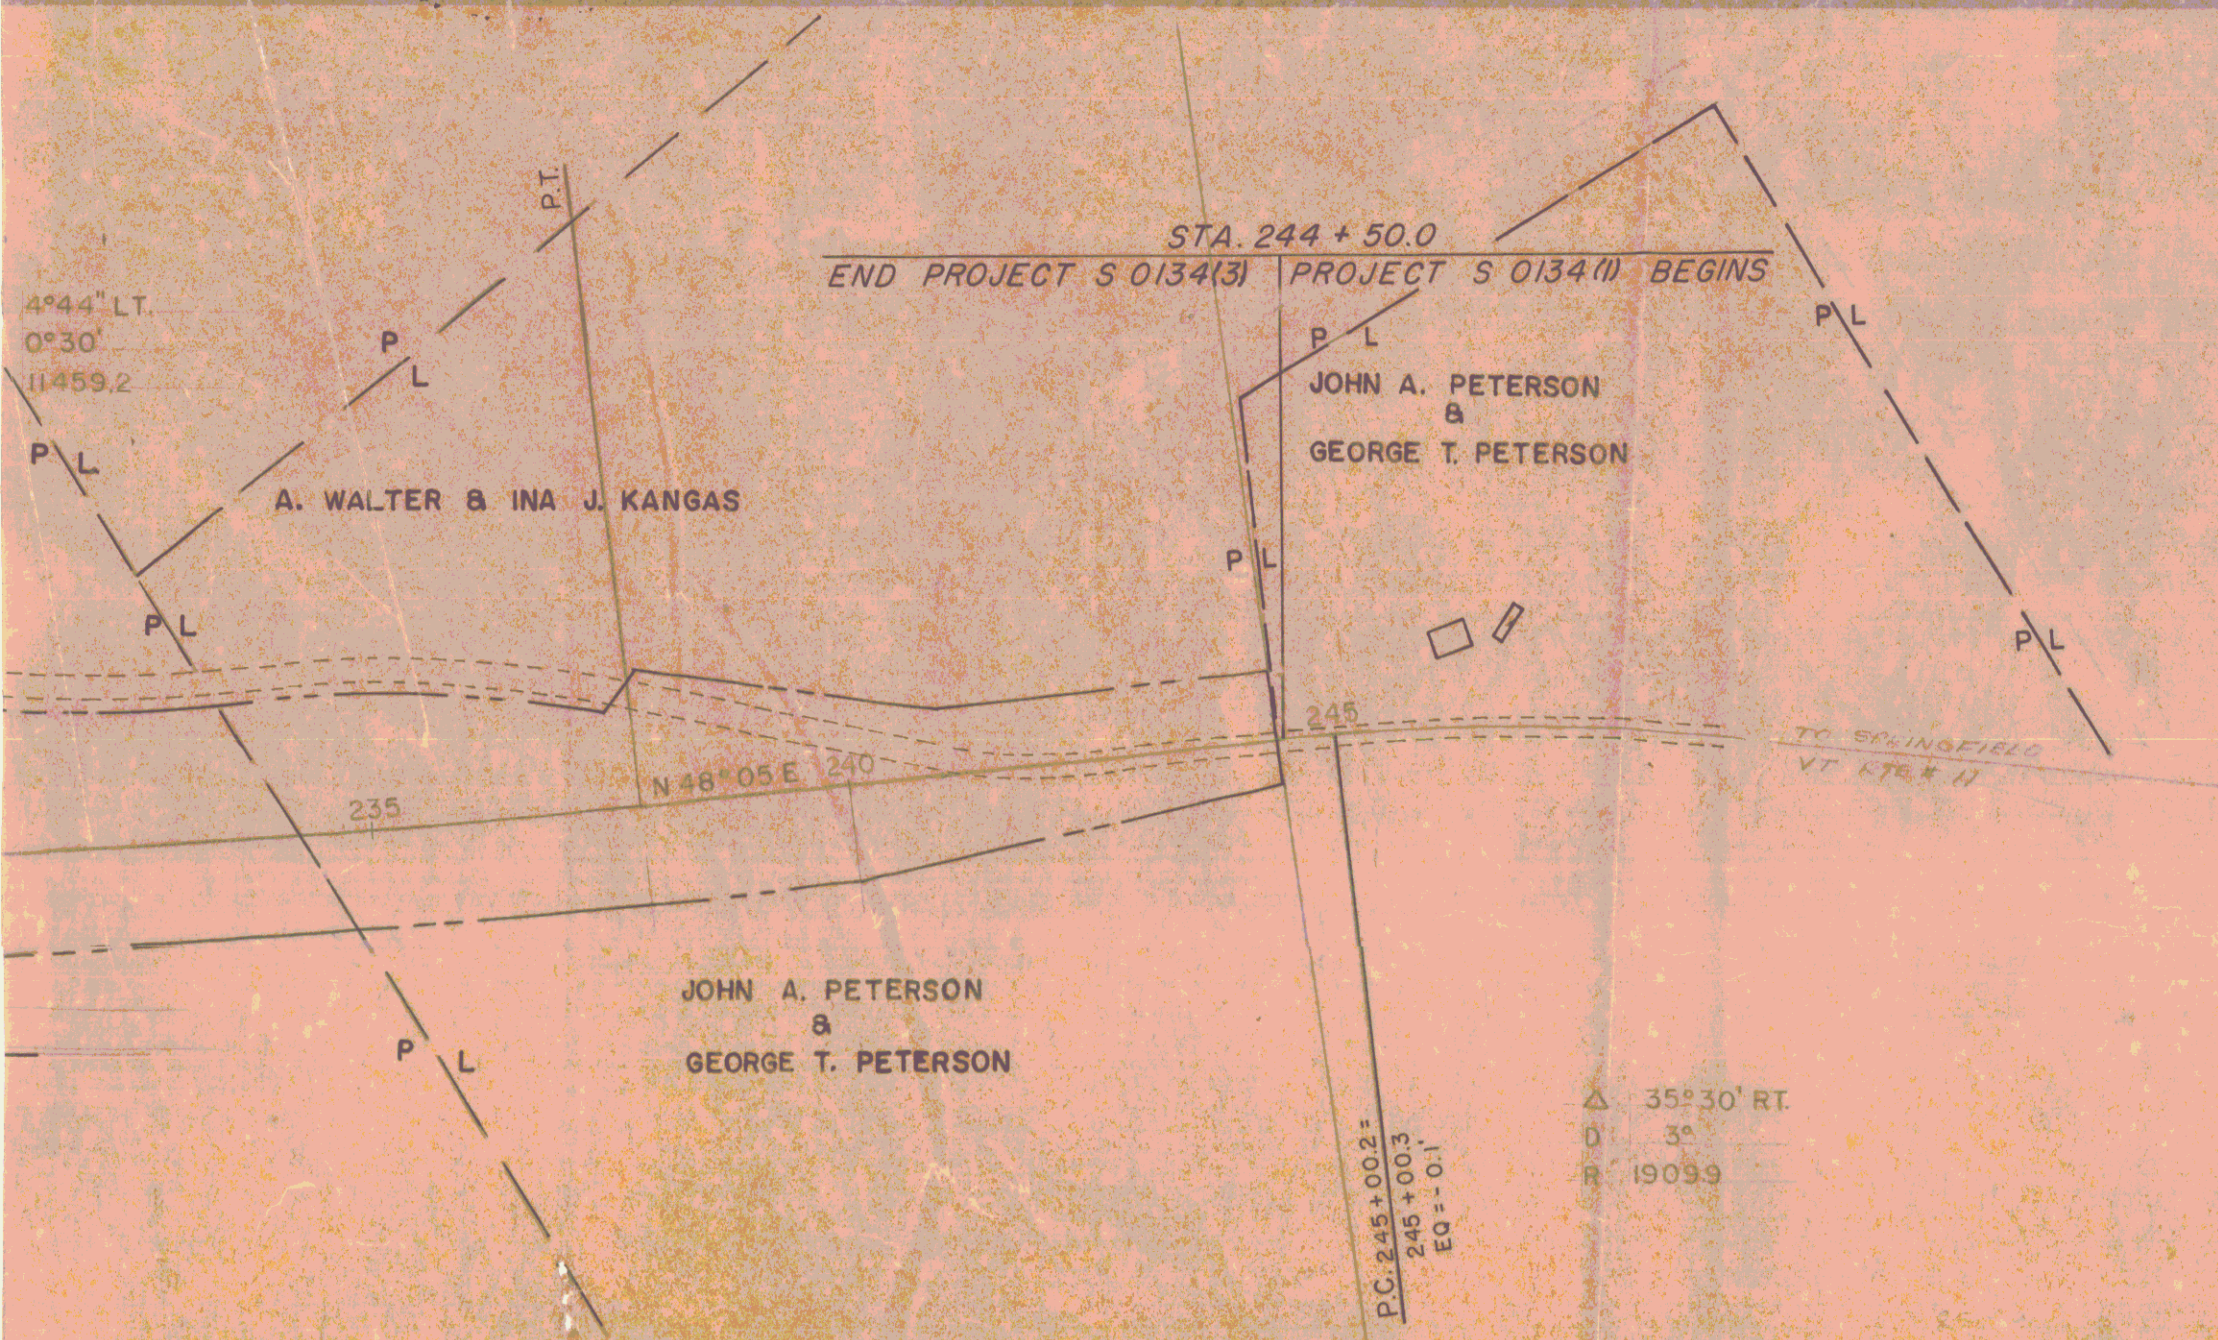 P.T.
STA. 244 + 50.0
END PROJECT S 0134(3) PROJECT S 0134(1) BEGINS
4°44" LT.
0°30'
11459.2
P L
P L
P L
JOHN A. PETERSON
&
GEORGE T. PETERSON
P L
A. WALTER & INA J. KANGAS
P L
P L
P L
245
TO SPRINGFIELD
VT RTE # 11
N 48° 05 E 240
235
JOHN A. PETERSON
&
GEORGE T. PETERSON
P L
Δ 35°30' RT.
D 3°
R 1909.9
P.C. 245+00.2 =
245+00.3
EQ = - 0.1'